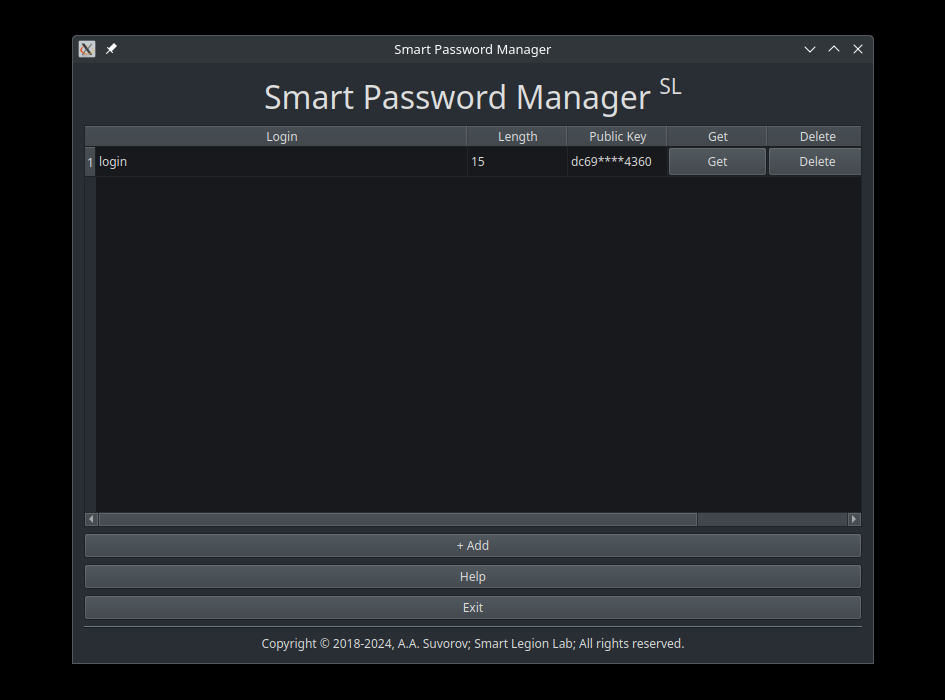 Smart Password Manager
Smart Password Manager SL
Login Length Public Key Get Delete
1 login 15 dc69****4360 Get Delete
+ Add
Help
Exit
Copyright © 2018-2024, A.A. Suvorov; Smart Legion Lab; All rights reserved.